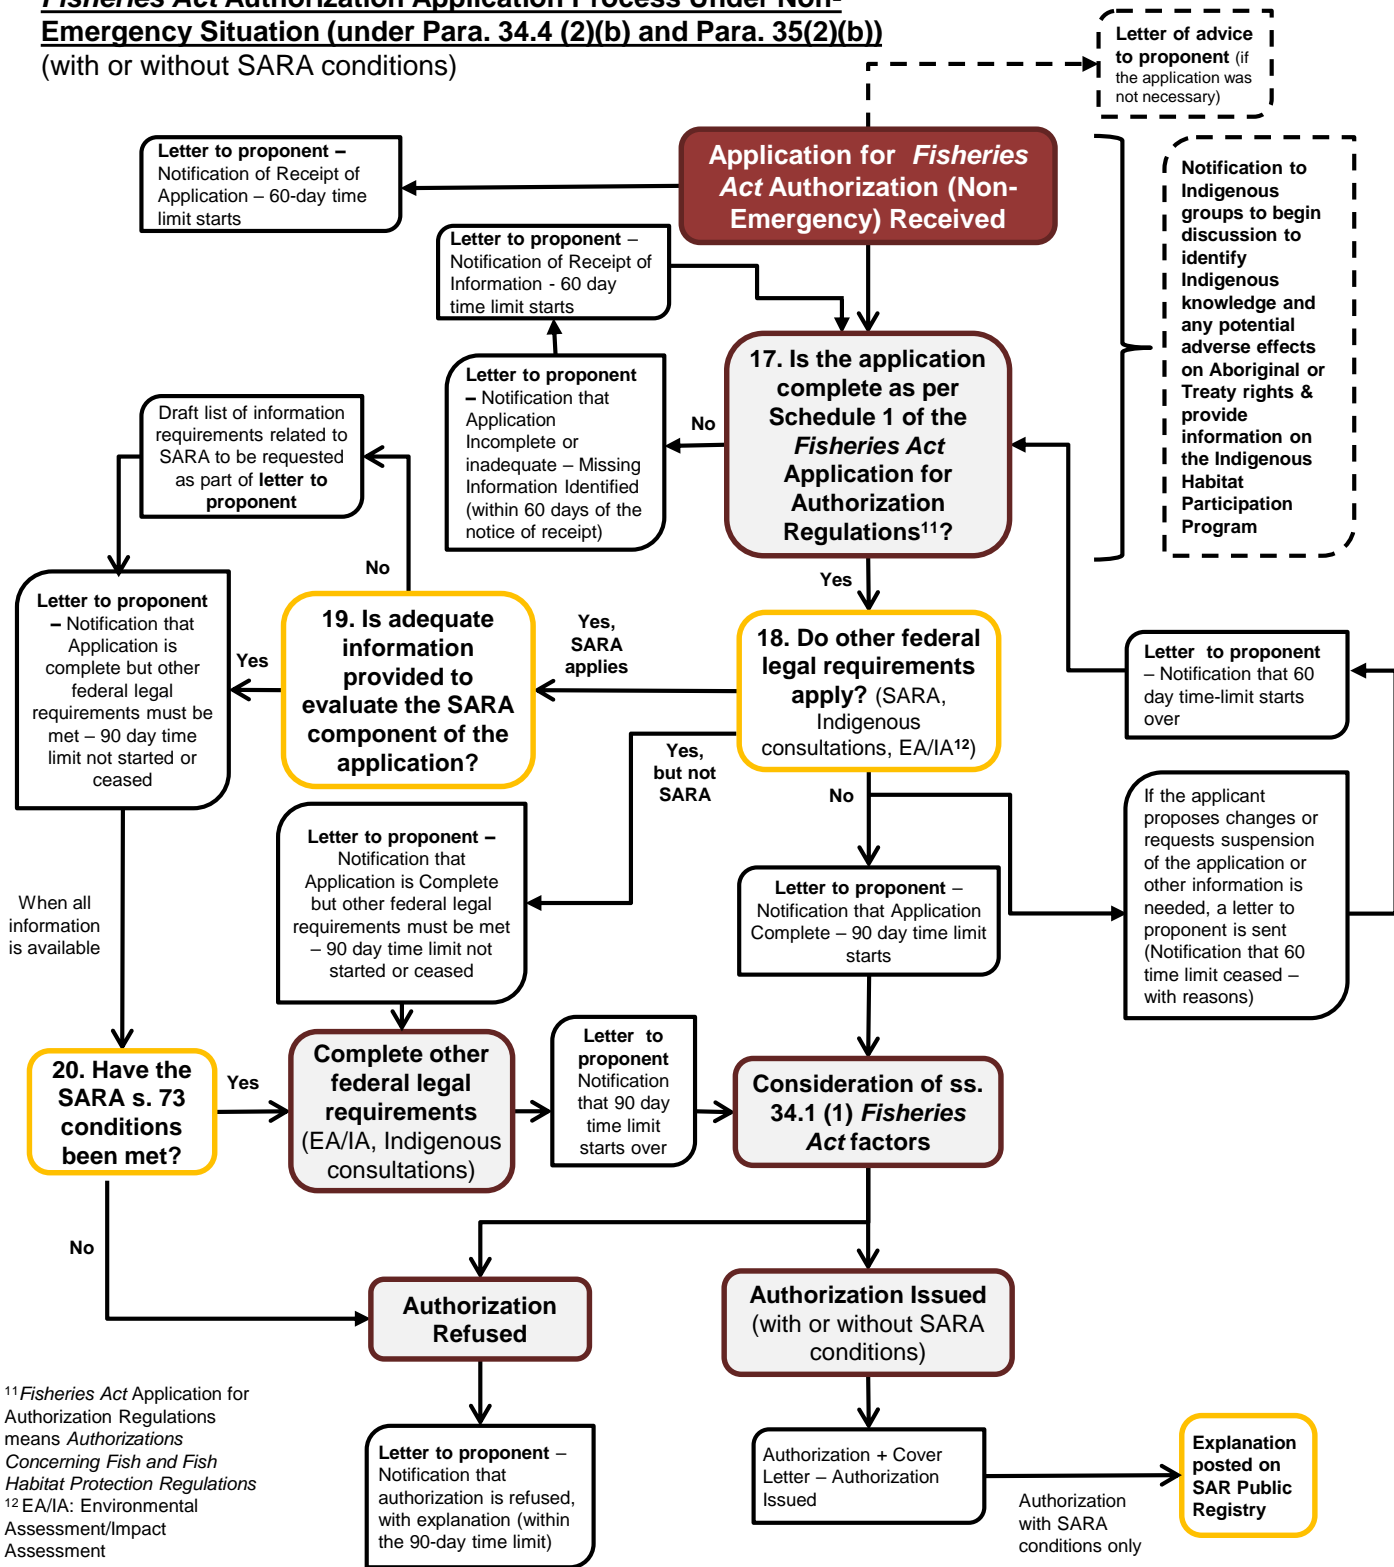 Fisheries Act Authorization Application Process Under Non-
Emergency Situation (under Para. 34.4 (2)(b) and Para. 35(2)(b))
(with or without SARA conditions)
Letter of advice
to proponent (if
the application was
not necessary)
Application for Fisheries
Act Authorization (Non-
Emergency) Received
Letter to proponent –
Notification of Receipt of
Application – 60-day time
limit starts
Notification to
Indigenous
groups to begin
discussion to
identify
Indigenous
knowledge and
any potential
adverse effects
on Aboriginal or
Treaty rights &
provide
information on
the Indigenous
Habitat
Participation
Program
Letter to proponent –
Notification of Receipt of
Information - 60 day
time limit starts
17. Is the application
complete as per
Schedule 1 of the
Fisheries Act
Application for
Authorization
Regulations¹¹?
No
Letter to proponent
– Notification that
Application
Incomplete or
inadequate – Missing
Information Identified
(within 60 days of the
notice of receipt)
Draft list of information
requirements related to
SARA to be requested
as part of letter to
proponent
No
Yes
Letter to proponent
– Notification that
Application is
complete but other
federal legal
requirements must be
met – 90 day time
limit not started or
ceased
Yes
19. Is adequate
information
provided to
evaluate the SARA
component of the
application?
Yes,
SARA
applies
18. Do other federal
legal requirements
apply? (SARA,
Indigenous
consultations, EA/IA¹²)
Letter to proponent
– Notification that 60
day time-limit starts
over
Yes,
but not
SARA
No
If the applicant
proposes changes or
requests suspension
of the application or
other information is
needed, a letter to
proponent is sent
(Notification that 60
time limit ceased –
with reasons)
Letter to proponent –
Notification that
Application is Complete
but other federal legal
requirements must be met
– 90 day time limit not
started or ceased
Letter to proponent –
Notification that Application
Complete – 90 day time limit
starts
When all
information
is available
20. Have the
SARA s. 73
conditions
been met?
Yes
Complete other
federal legal
requirements
(EA/IA, Indigenous
consultations)
Letter to
proponent
Notification
that 90 day
time limit
starts over
Consideration of ss.
34.1 (1) Fisheries
Act factors
No
Authorization
Refused
Authorization Issued
(with or without SARA
conditions)
Letter to proponent –
Notification that
authorization is refused,
with explanation (within
the 90-day time limit)
Authorization + Cover
Letter – Authorization
Issued
Authorization
with SARA
conditions only
Explanation
posted on
SAR Public
Registry
¹¹Fisheries Act Application for
Authorization Regulations
means Authorizations
Concerning Fish and Fish
Habitat Protection Regulations
¹² EA/IA: Environmental
Assessment/Impact
Assessment